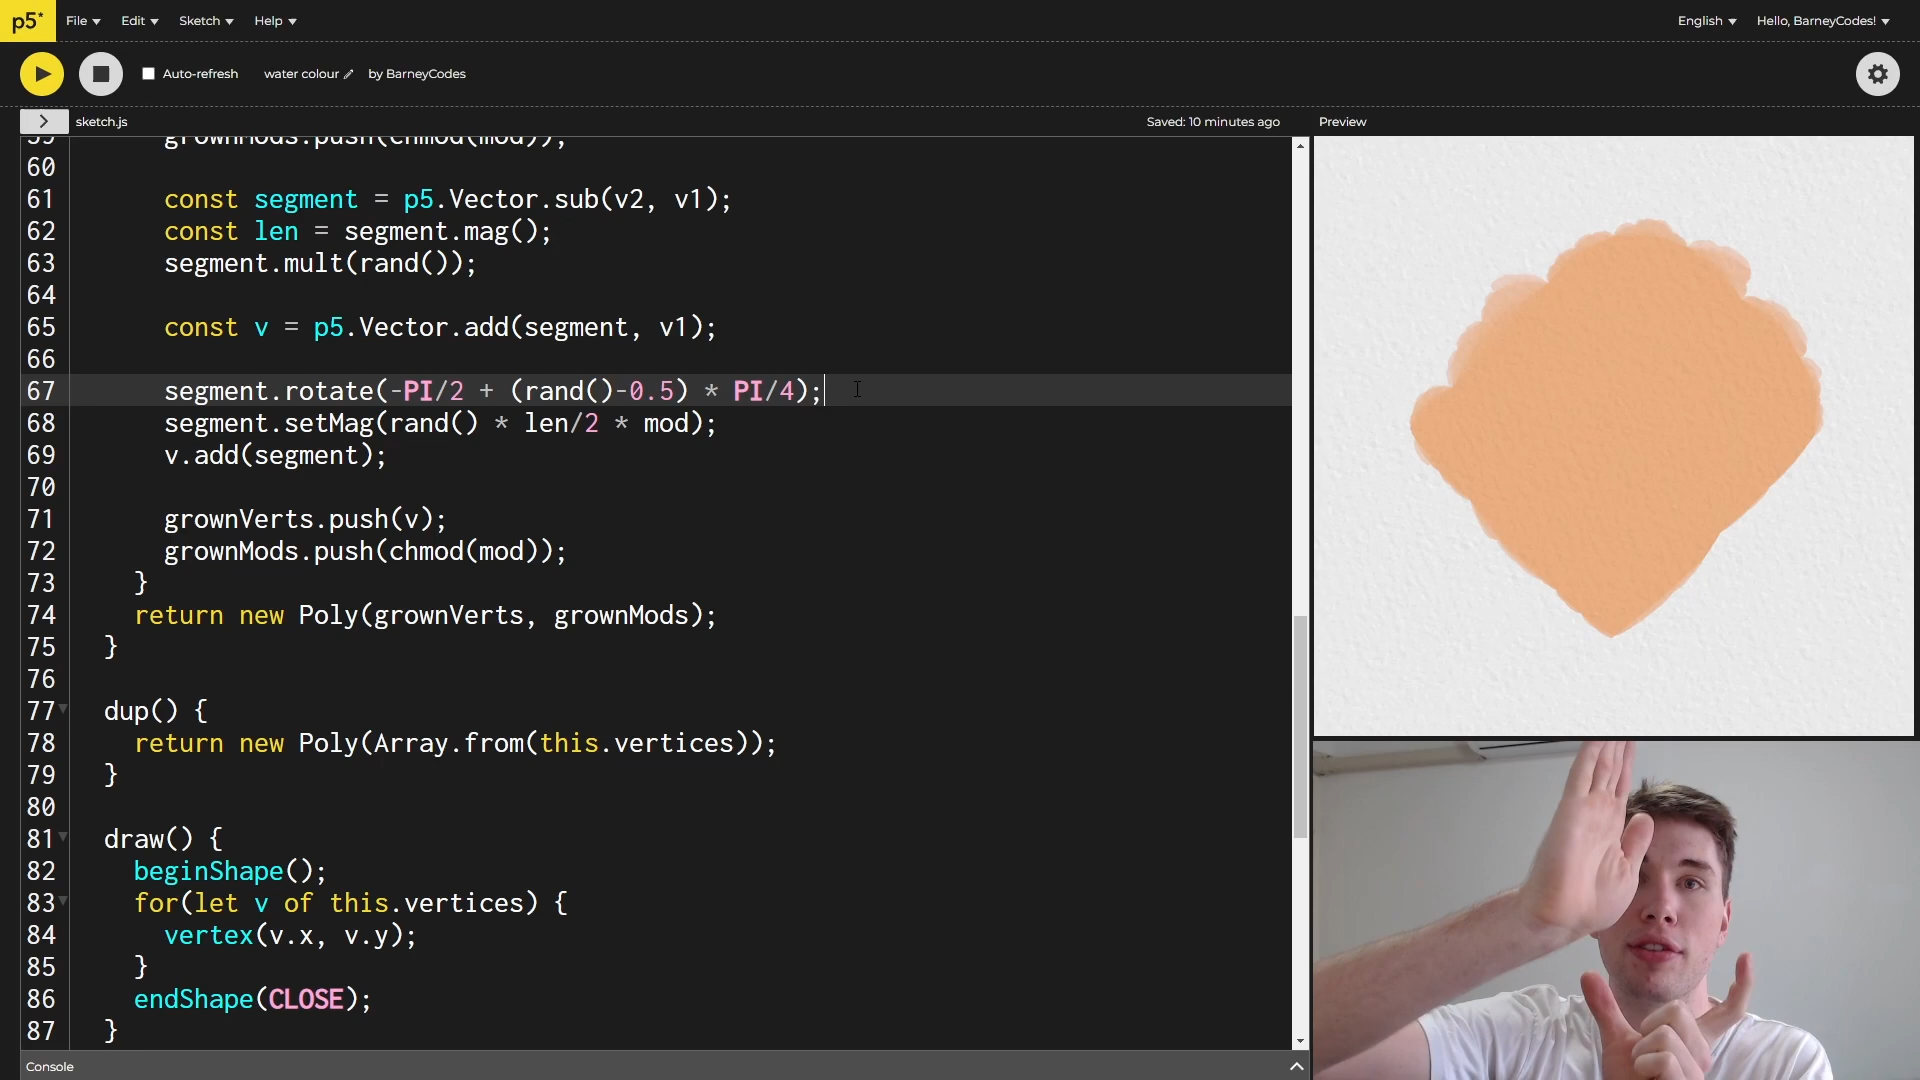 p5* File Edit Sketch Help English Hello, BarneyCodes!
Auto-refresh water colour by BarneyCodes
> sketch.js Saved: 10 minutes ago Preview
59 grownMods.push(chmod(mod));
60
61 const segment = p5.Vector.sub(v2, v1);
62 const len = segment.mag();
63 segment.mult(rand());
64
65 const v = p5.Vector.add(segment, v1);
66
67 segment.rotate(-PI/2 + (rand()-0.5) * PI/4);
68 segment.setMag(rand() * len/2 * mod);
69 v.add(segment);
70
71 grownVerts.push(v);
72 grownMods.push(chmod(mod));
73 }
74 return new Poly(grownVerts, grownMods);
75 }
76
77 dup() {
78 return new Poly(Array.from(this.vertices));
79 }
80
81 draw() {
82 beginShape();
83 for(let v of this.vertices) {
84 vertex(v.x, v.y);
85 }
86 endShape(CLOSE);
87 }
Console